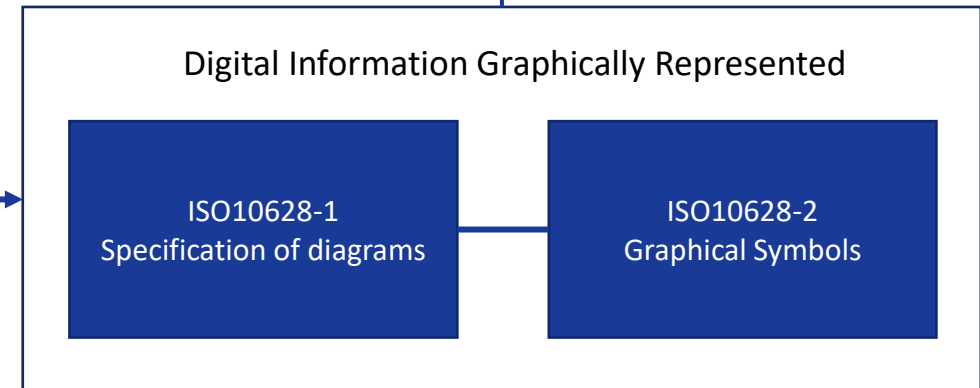 Digital Information Graphically Represented
ISO10628-1
Specification of diagrams
ISO10628-2
Graphical Symbols